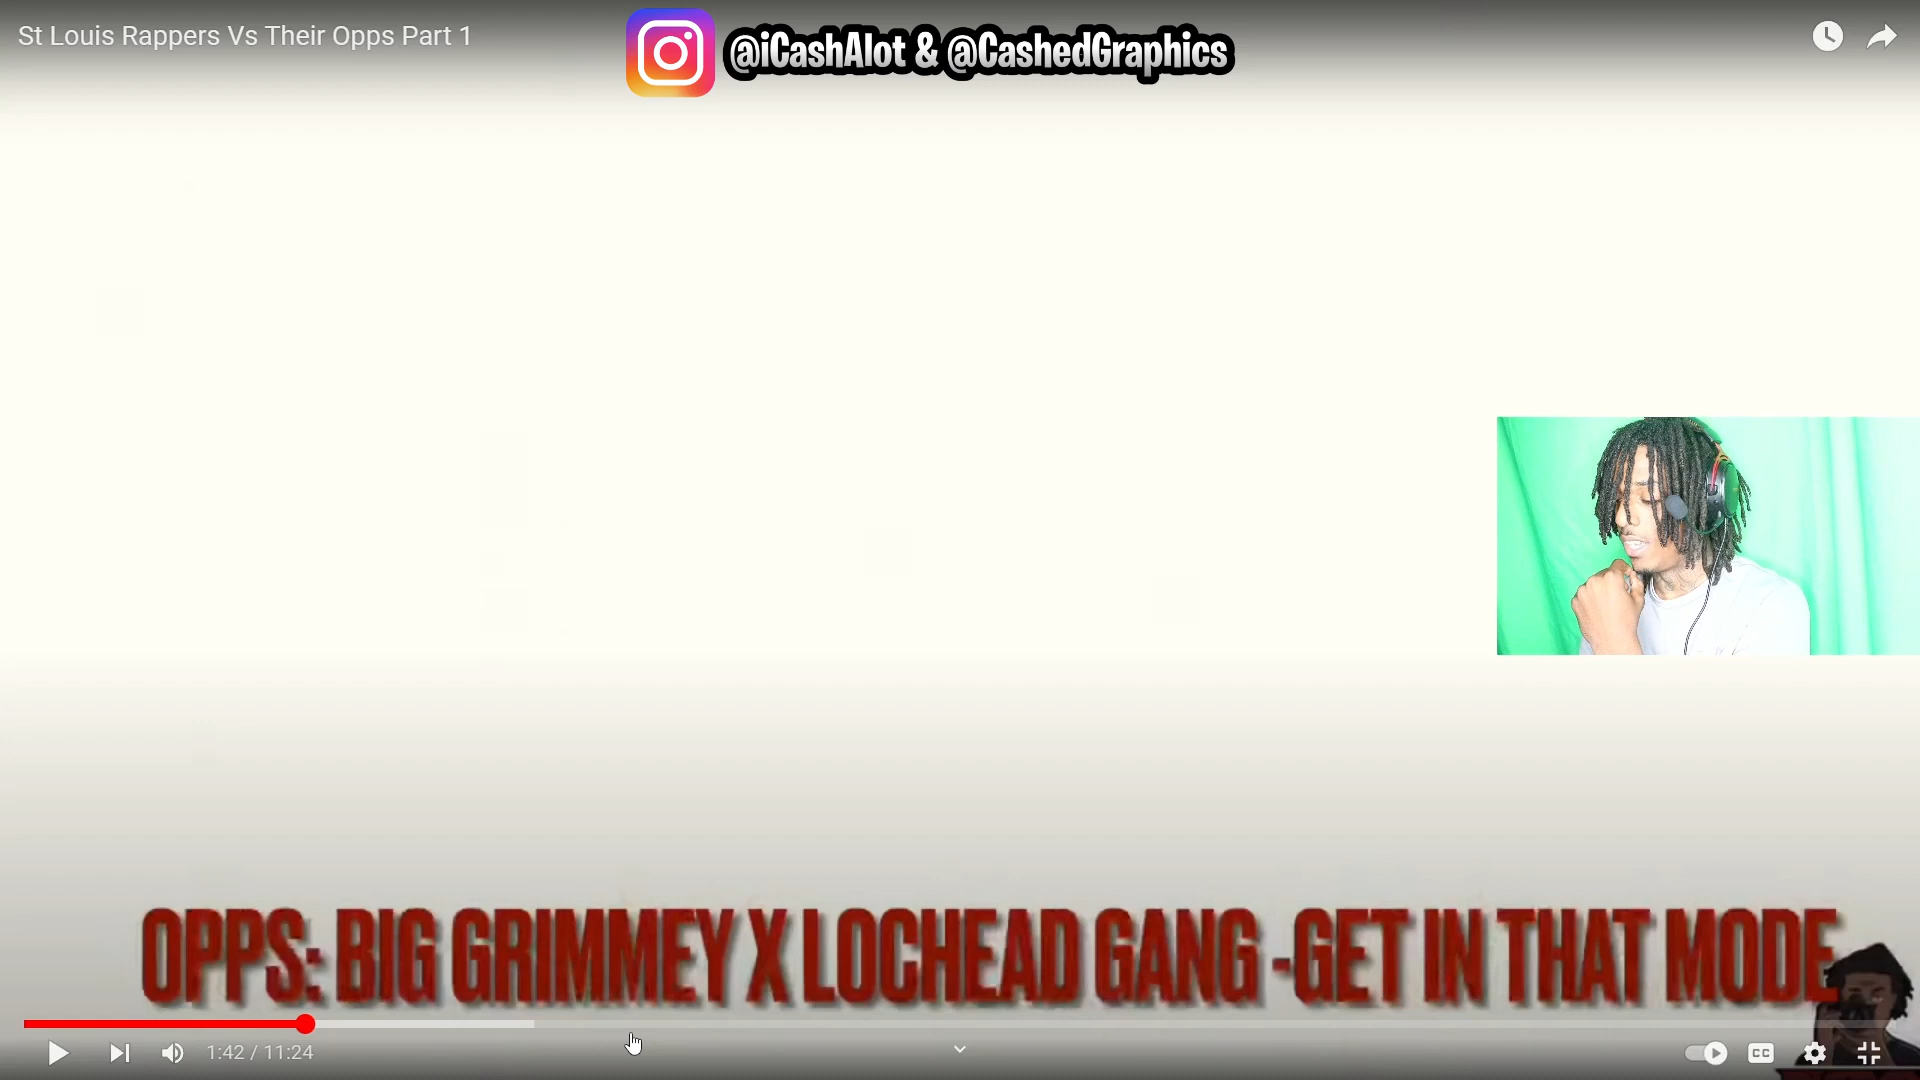 St Louis Rappers Vs Their Opps Part 1
@iCashAlot & @CashedGraphics
OPPS: BIG GRIMMEY X LOCHEAD GANG -GET IN THAT MODE
1:42 / 11:24
CC